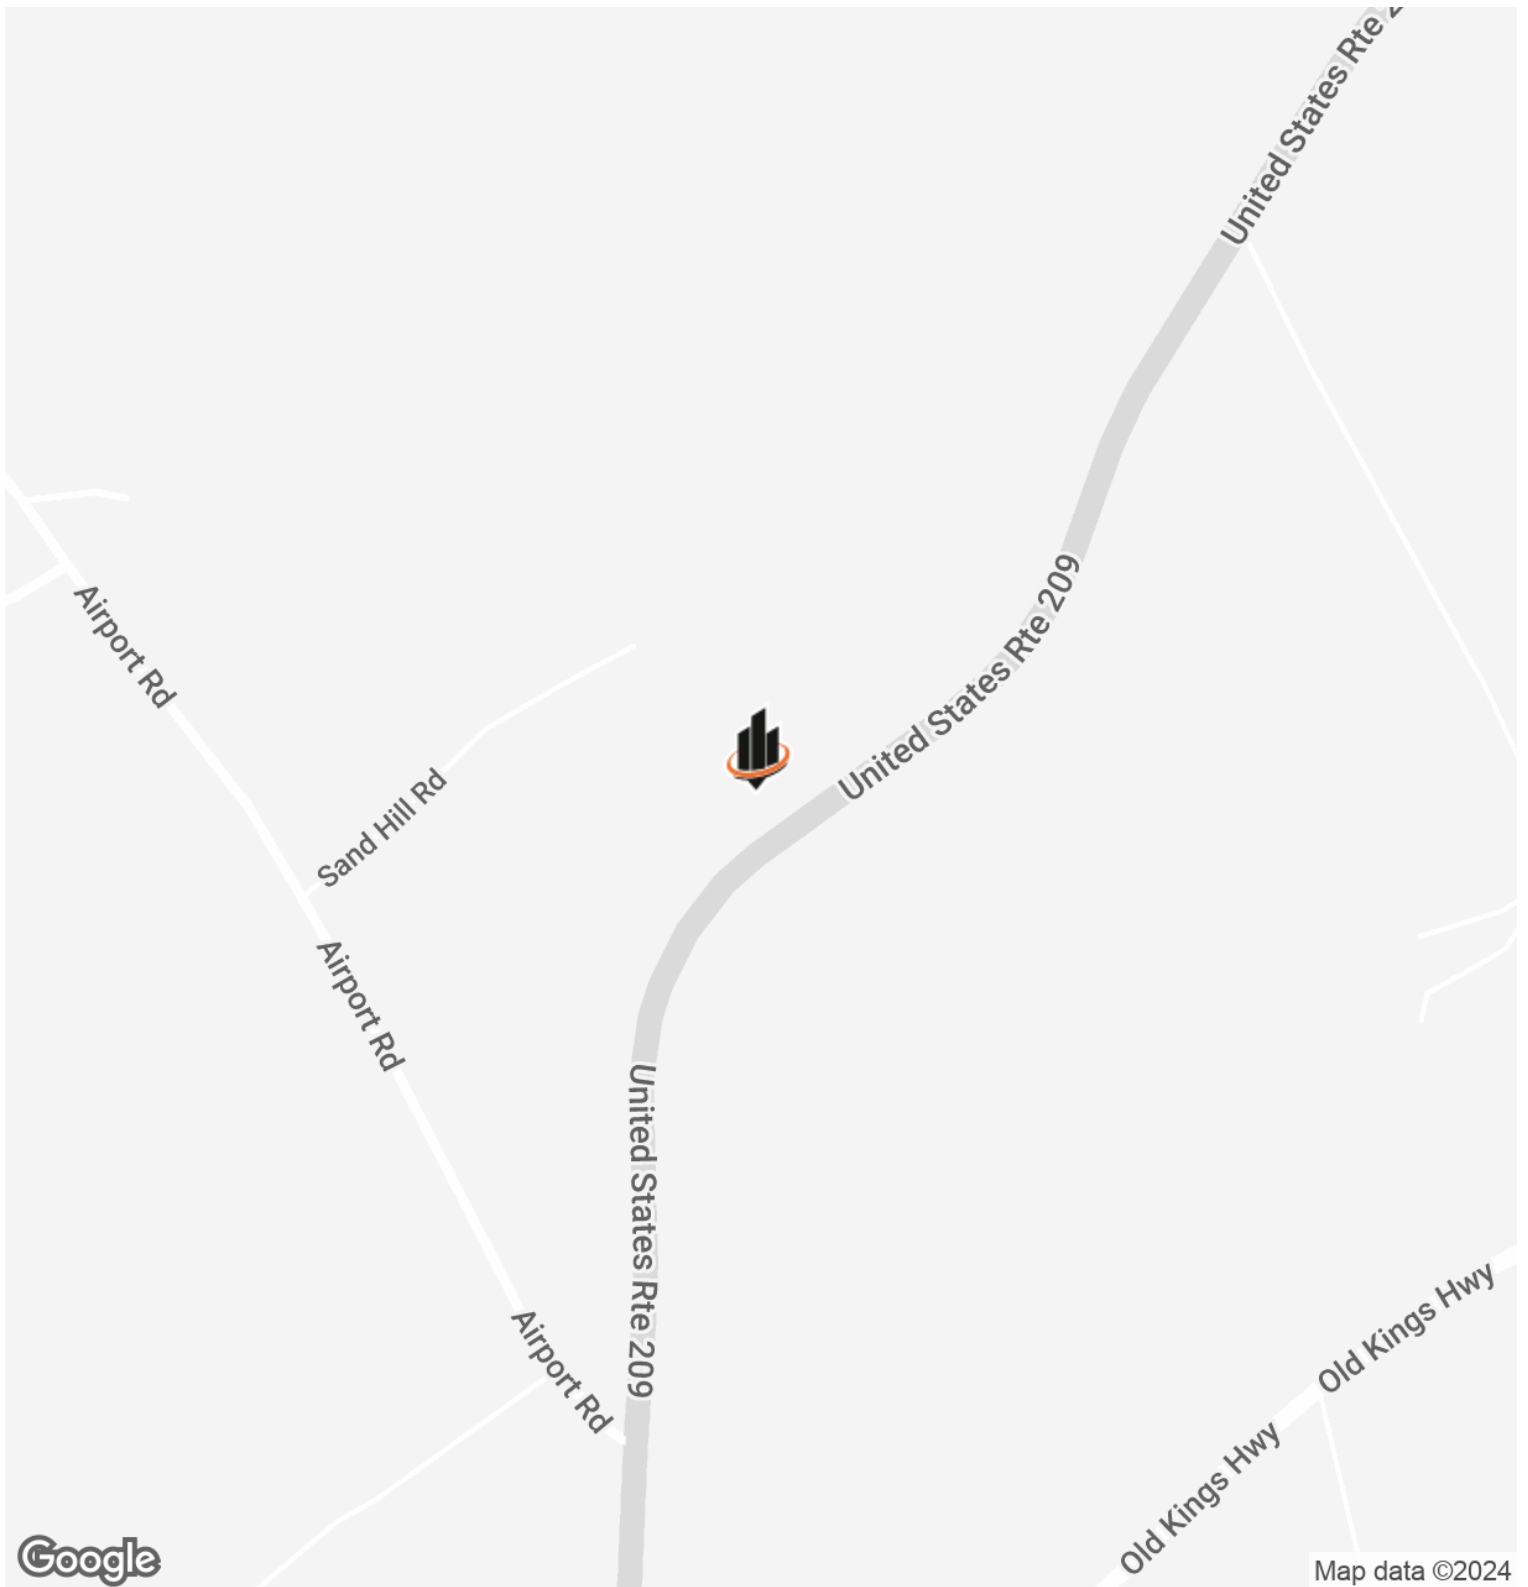 United States Rte 2
United States Rte 209
Airport Rd
Sand Hill Rd
Airport Rd
United States Rte 209
Airport Rd
Old Kings Hwy
Old Kings Hwy
Google
Map data ©2024